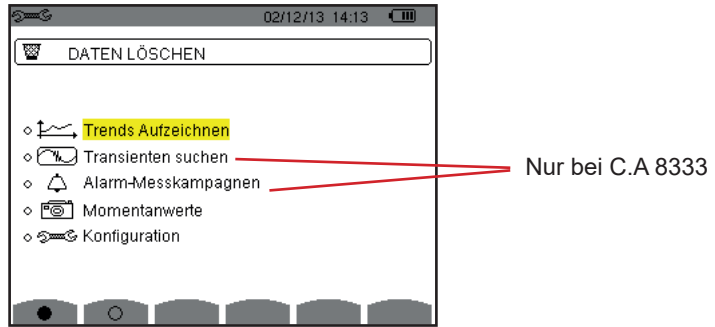 02/12/13 14:13
DATEN LÖSCHEN
Trends Aufzeichnen
Transienten suchen
Alarm-Messkampagnen
Momentanwerte
Konfiguration
Nur bei C.A 8333